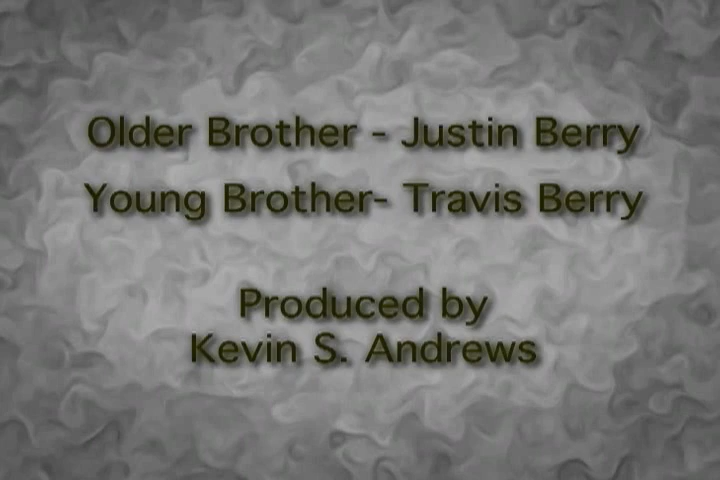 Older Brother - Justin Berry
Young Brother- Travis Berry
Produced by
Kevin S. Andrews